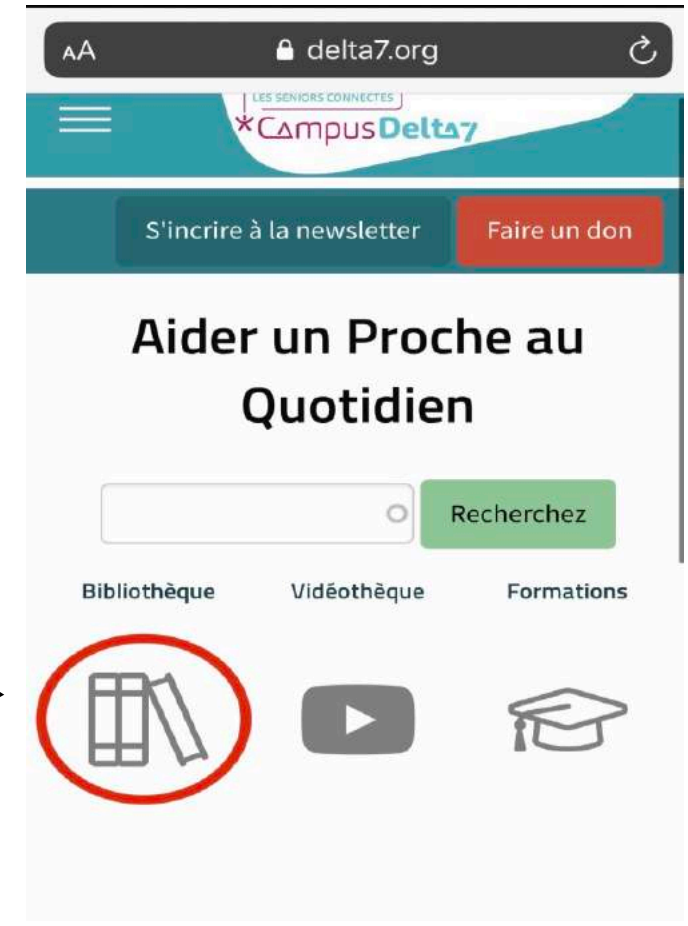 AA delta7.org
LES SENIORS CONNECTÉS
*CAmpusDelta7
S'incrire à la newsletter Faire un don
Aider un Proche au
Quotidien
Recherchez
Bibliothèque Vidéothèque Formations